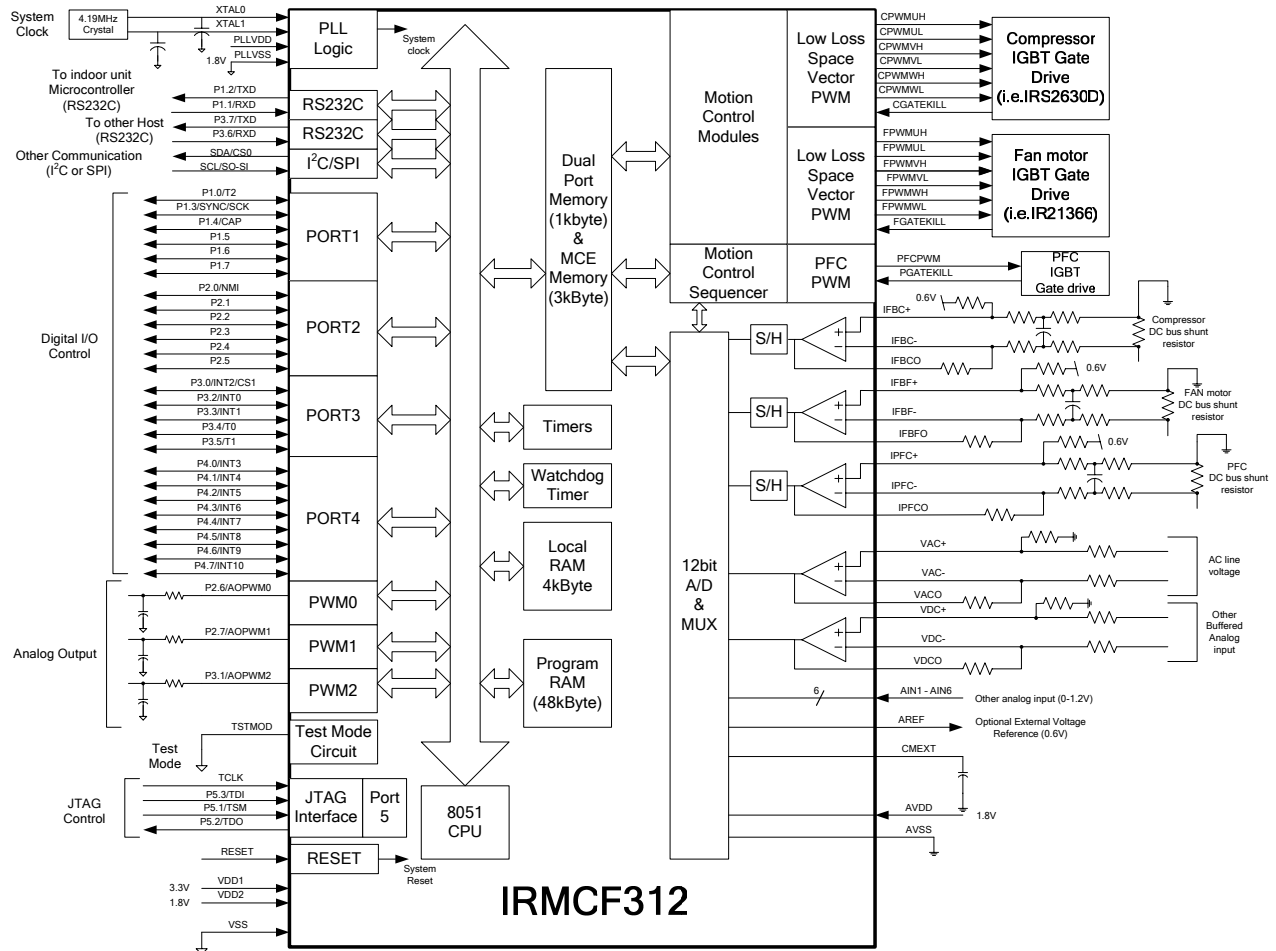 System
Clock
4.19MHz
Crystal
XTAL0
XTAL1
PLLVDD
PLLVSS
1.8V
PLL
Logic
System
clock
To indoor unit
Microcontroller
(RS232C)
P1.2/TXD
P1.1/RXD
RS232C
To other Host
(RS232C)
P3.7/TXD
P3.6/RXD
RS232C
Other Communication
(I²C or SPI)
SDA/CS0
SCL/SO-SI
I²C/SPI
Digital I/O
Control
P1.0/T2
P1.3/SYNC/SCK
P1.4/CAP
P1.5
P1.6
P1.7
PORT1
P2.0/NMI
P2.1
P2.2
P2.3
P2.4
P2.5
PORT2
P3.0/INT2/CS1
P3.2/INT0
P3.3/INT1
P3.4/T0
P3.5/T1
PORT3
P4.0/INT3
P4.1/INT4
P4.2/INT5
P4.3/INT6
P4.4/INT7
P4.5/INT8
P4.6/INT9
P4.7/INT10
PORT4
Analog Output
P2.6/AOPWM0
PWM0
P2.7/AOPWM1
PWM1
P3.1/AOPWM2
PWM2
Test
Mode
TSTMOD
Test Mode
Circuit
JTAG
Control
TCLK
P5.3/TDI
P5.1/TSM
P5.2/TDO
JTAG
Interface
Port
5
RESET
RESET
System
Reset
3.3V
VDD1
1.8V
VDD2
VSS
8051
CPU
Dual
Port
Memory
(1kbyte)
&
MCE
Memory
(3kByte)
Timers
Watchdog
Timer
Local
RAM
4kByte
Program
RAM
(48kByte)
Motion
Control
Modules
Motion
Control
Sequencer
Low Loss
Space
Vector
PWM
Low Loss
Space
Vector
PWM
PFC
PWM
12bit
A/D
&
MUX
S/H
S/H
S/H
CPWMUH
CPWMUL
CPWMVH
CPWMVL
CPWMWH
CPWMWL
CGATEKILL
Compressor
IGBT Gate
Drive
(i.e.IRS2630D)
FPWMUH
FPWMUL
FPWMVH
FPWMVL
FPWMWH
FPWMWL
FGATEKILL
Fan motor
IGBT Gate
Drive
(i.e.IR21366)
PFCPWM
PGATEKILL
PFC
IGBT
Gate drive
0.6V
IFBC+
IFBC-
IFBCO
Compressor
DC bus shunt
resistor
0.6V
IFBF+
IFBF-
IFBFO
FAN motor
DC bus shunt
resistor
0.6V
IPFC+
IPFC-
IPFCO
PFC
DC bus shunt
resistor
VAC+
VAC-
VACO
AC line
voltage
VDC+
VDC-
VDCO
Other
Buffered
Analog
input
6
AIN1 - AIN6
Other analog input (0-1.2V)
AREF
Optional External Voltage
Reference (0.6V)
CMEXT
AVDD
1.8V
AVSS
IRMCF312